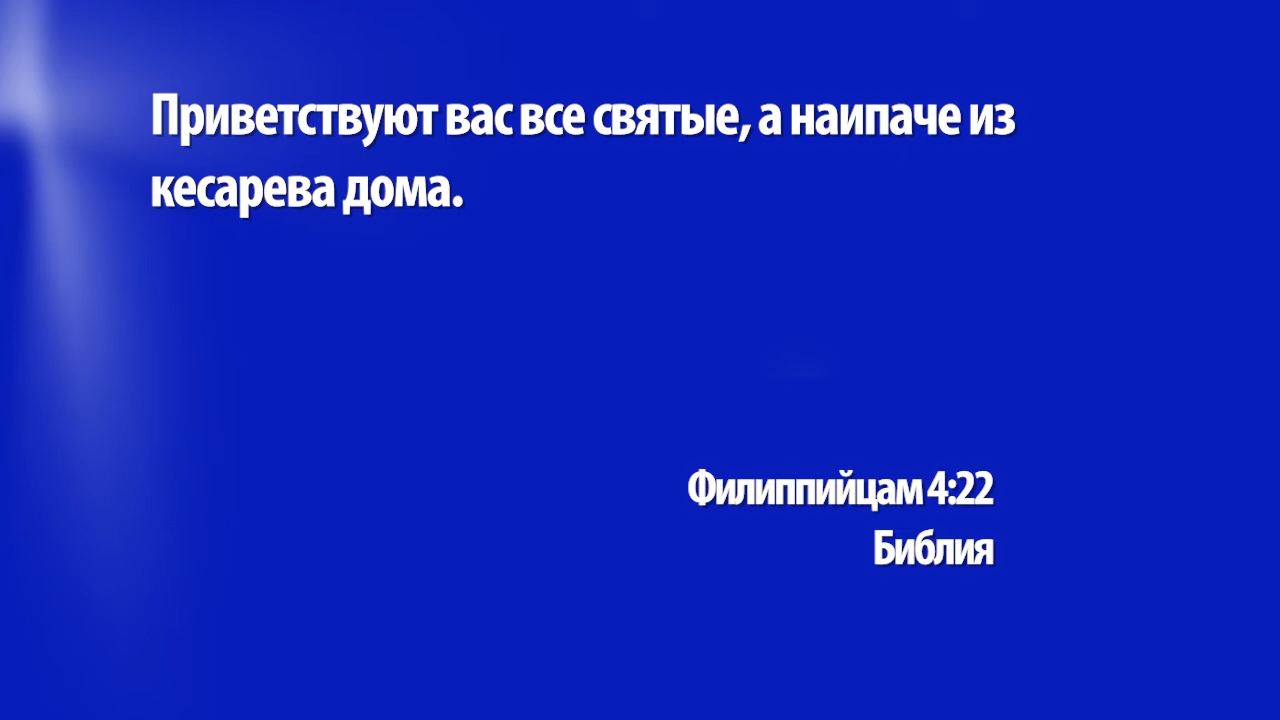 Приветствуют вас все святые, а наипаче из
кесарева дома.
Филиппийцам 4:22
Библия